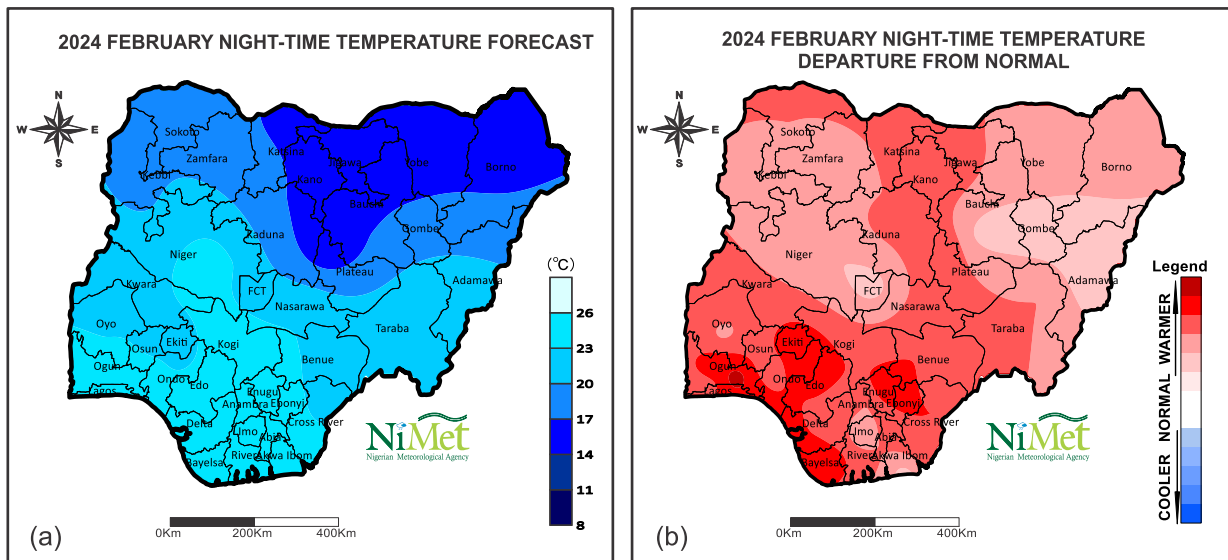 2024 FEBRUARY NIGHT-TIME TEMPERATURE FORECAST
N
W E
S
Sokoto
Zamfara
Katsina
Kebbi
Kano
Jigawa
Yobe
Borno
Bauchi
Gombe
Kaduna
Niger
Plateau
Adamawa
FCT
Nasarawa
Kwara
Taraba
Oyo
Osun
Ekiti
Kogi
Benue
Ogun
Lagos
Ondo
Edo
Enugu
Anambra
Ebonyi
Delta
Imo
Abia
Cross River
Bayelsa
Rivers
Akwa Ibom
NiMet
Nigerian Meteorological Agency
(°C)
26
23
20
17
14
11
8
(a)
0Km 200Km 400Km
2024 FEBRUARY NIGHT-TIME TEMPERATURE
DEPARTURE FROM NORMAL
N
W E
S
Sokoto
Zamfara
Katsina
Kebbi
Kano
Jigawa
Yobe
Borno
Bauchi
Gombe
Kaduna
Niger
Plateau
Adamawa
FCT
Nasarawa
Kwara
Taraba
Oyo
Osun
Ekiti
Kogi
Benue
Ogun
Lagos
Ondo
Edo
Enugu
Anambra
Ebonyi
Delta
Imo
Abia
Cross River
Bayelsa
Rivers
Akwa Ibom
NiMet
Nigerian Meteorological Agency
Legend
COOLER NORMAL WARMER
(b)
0Km 200Km 400Km